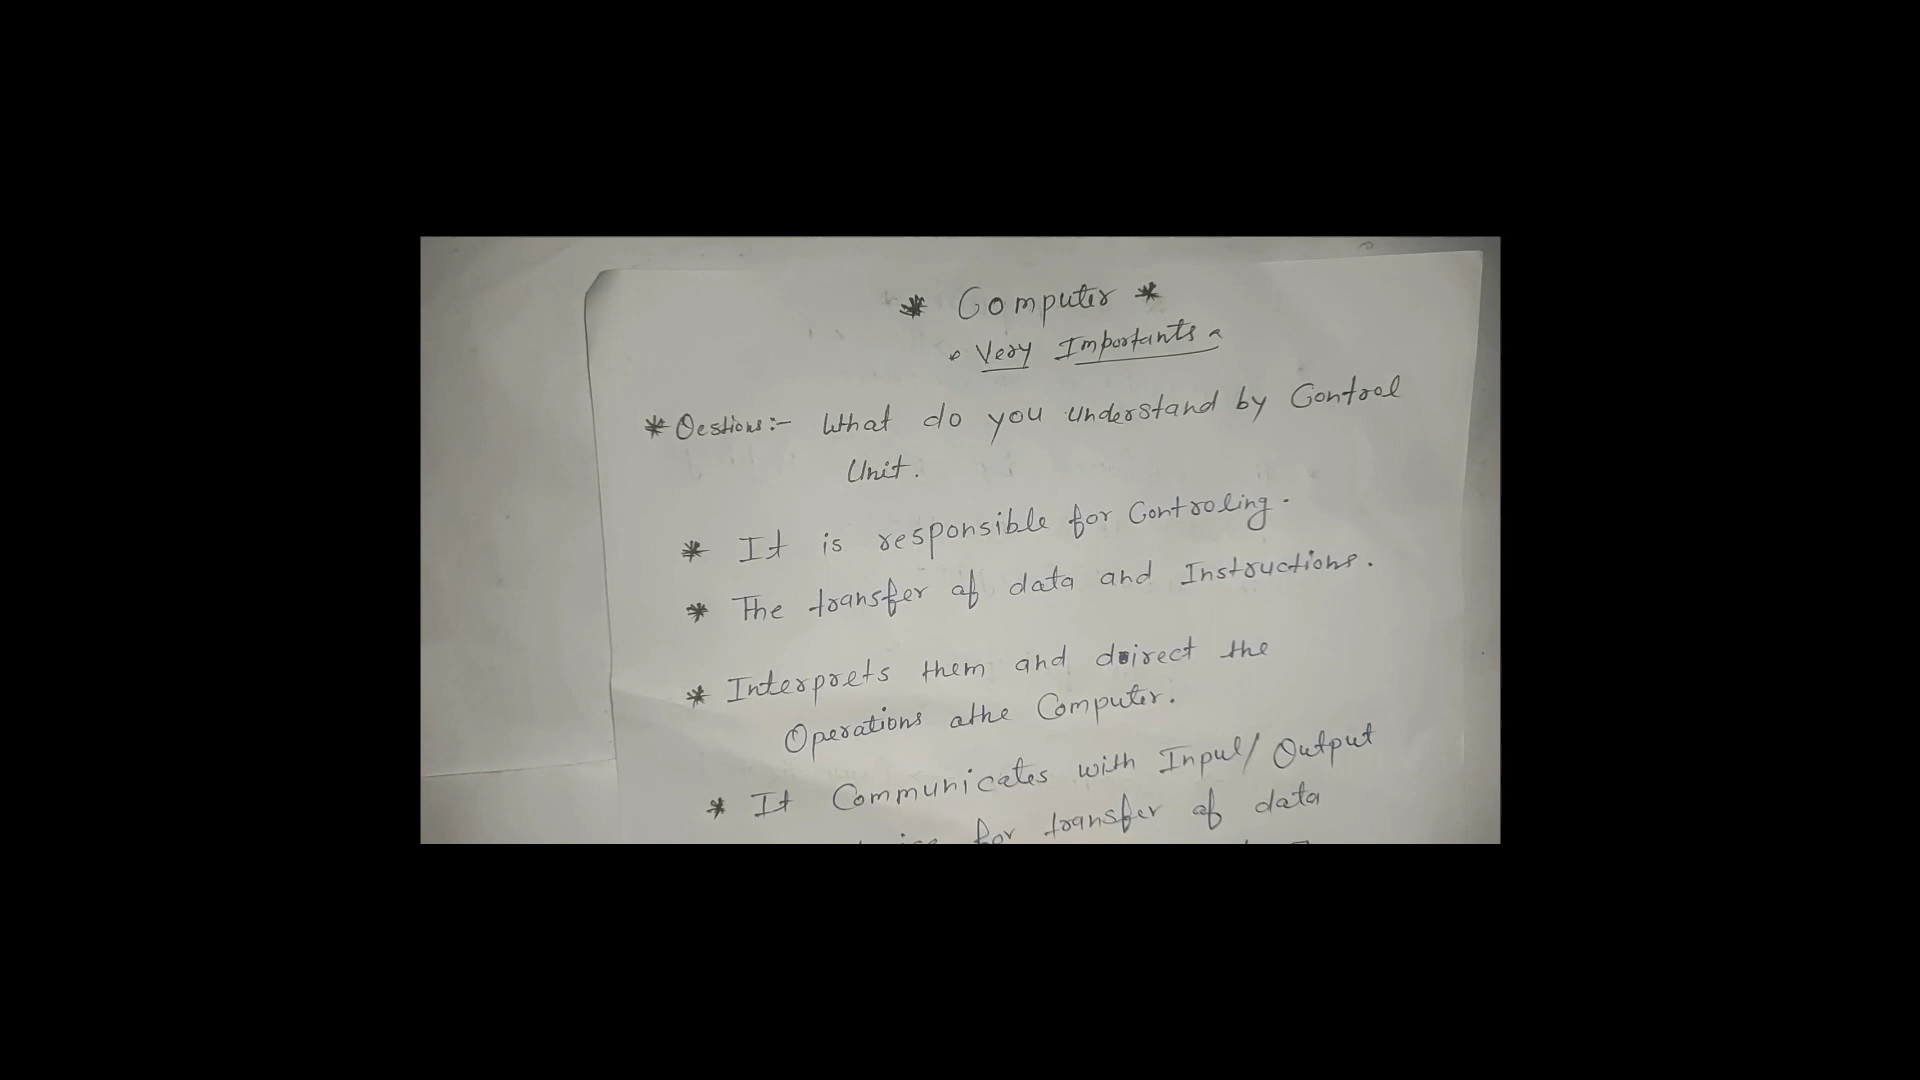 * Computer *
• Very Importants
* Qestions:- What do you understand by Control
Unit.
* It is responsible for Controling.
* The transfer of data and Instructions.
* Interprets them and direct the
Operations athe Computer.
* It Communicates with Input/Output
for transfer of data